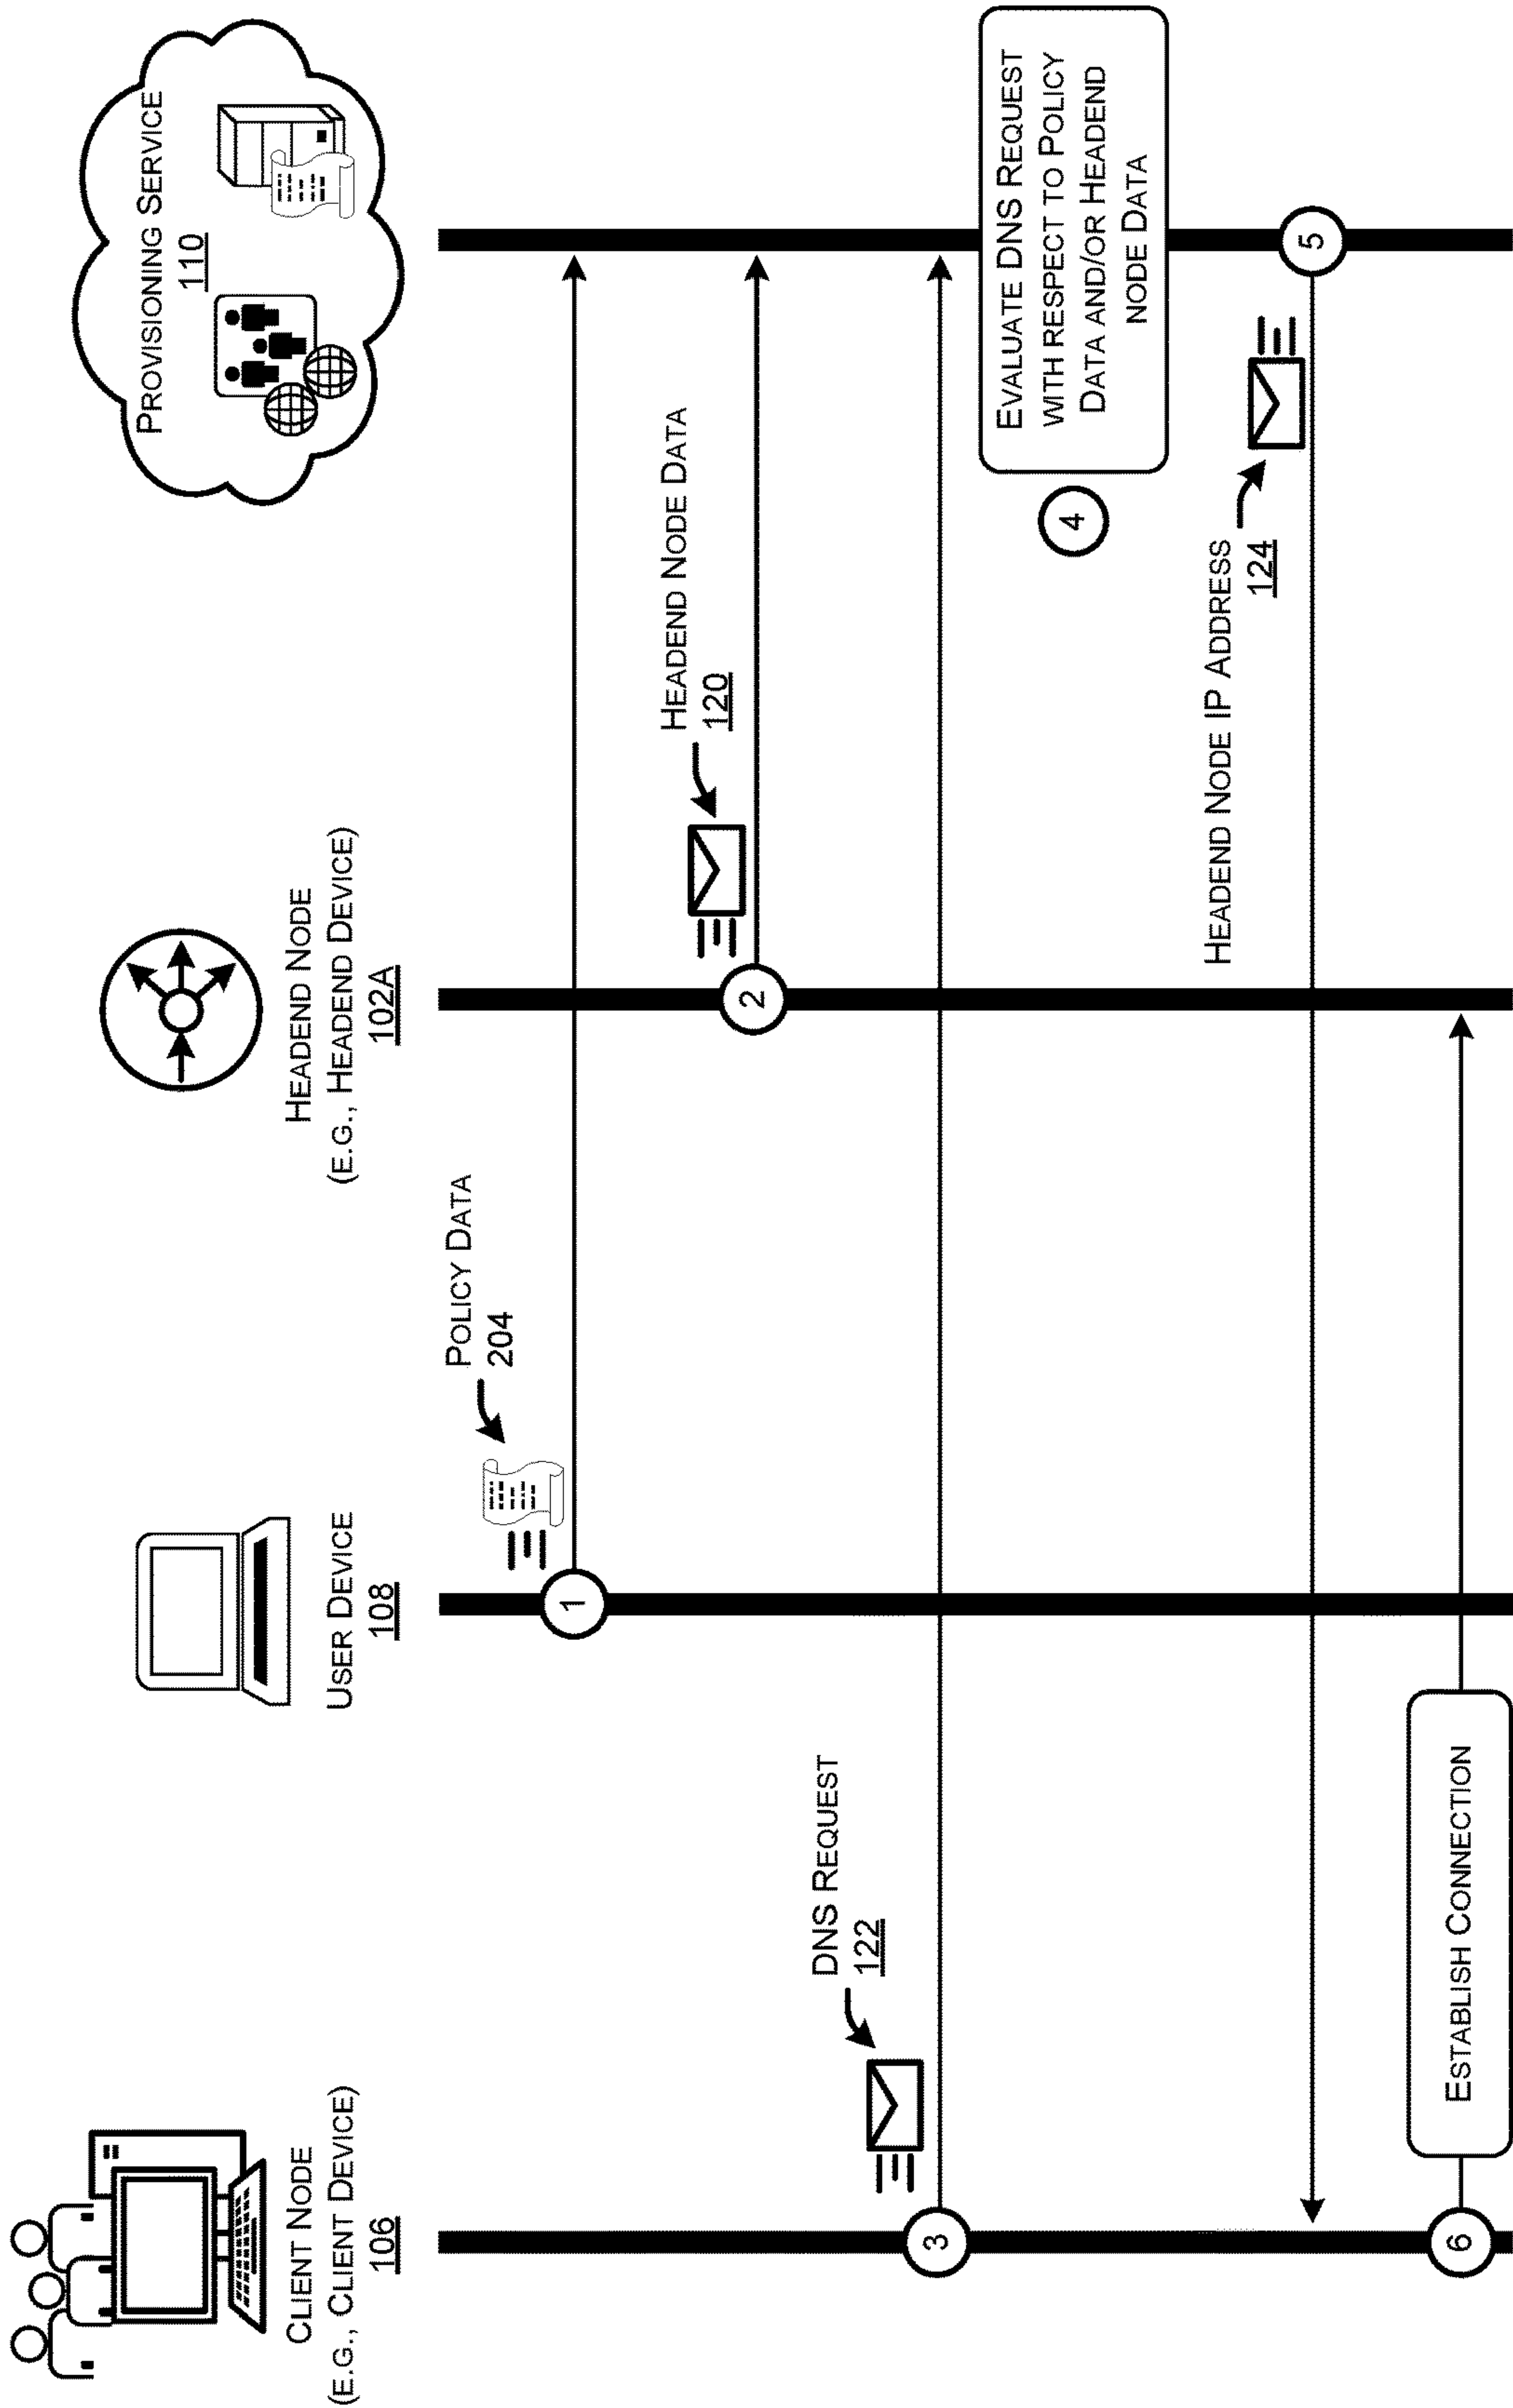 CLIENT NODE
(E.G., CLIENT DEVICE)
106
USER DEVICE
108
HEADEND NODE
(E.G., HEADEND DEVICE)
102A
PROVISIONING SERVICE
110
POLICY DATA
204
1
HEADEND NODE DATA
120
2
DNS REQUEST
122
3
EVALUATE DNS REQUEST
WITH RESPECT TO POLICY
DATA AND/OR HEADEND
NODE DATA
4
HEADEND NODE IP ADDRESS
124
5
ESTABLISH CONNECTION
6